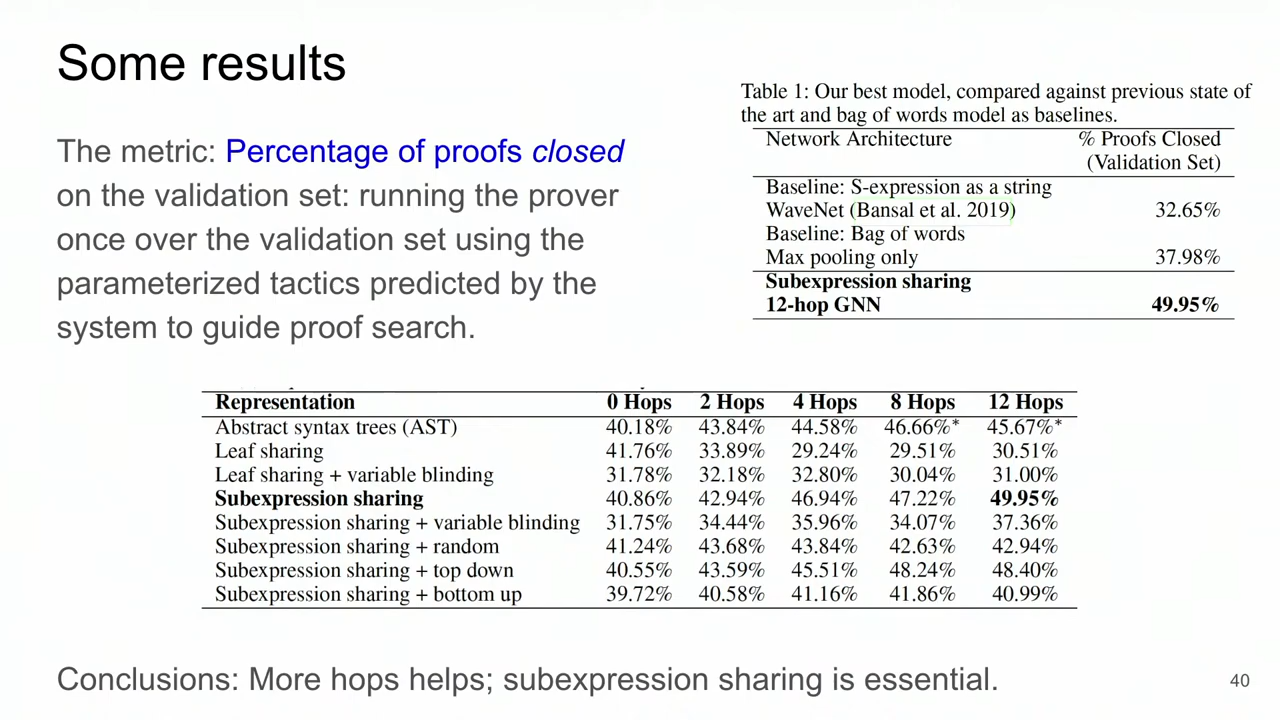 Some results
The metric: Percentage of proofs closed
on the validation set: running the prover
once over the validation set using the
parameterized tactics predicted by the
system to guide proof search.
Table 1: Our best model, compared against previous state of
the art and bag of words model as baselines.
Network Architecture % Proofs Closed
(Validation Set)
Baseline: S-expression as a string
WaveNet (Bansal et al. 2019) 32.65%
Baseline: Bag of words
Max pooling only 37.98%
Subexpression sharing
12-hop GNN 49.95%
Representation 0 Hops 2 Hops 4 Hops 8 Hops 12 Hops
Abstract syntax trees (AST) 40.18% 43.84% 44.58% 46.66%* 45.67%*
Leaf sharing 41.76% 33.89% 29.24% 29.51% 30.51%
Leaf sharing + variable blinding 31.78% 32.18% 32.80% 30.04% 31.00%
Subexpression sharing 40.86% 42.94% 46.94% 47.22% 49.95%
Subexpression sharing + variable blinding 31.75% 34.44% 35.96% 34.07% 37.36%
Subexpression sharing + random 41.24% 43.68% 43.84% 42.63% 42.94%
Subexpression sharing + top down 40.55% 43.59% 45.51% 48.24% 48.40%
Subexpression sharing + bottom up 39.72% 40.58% 41.16% 41.86% 40.99%
Conclusions: More hops helps; subexpression sharing is essential.
40